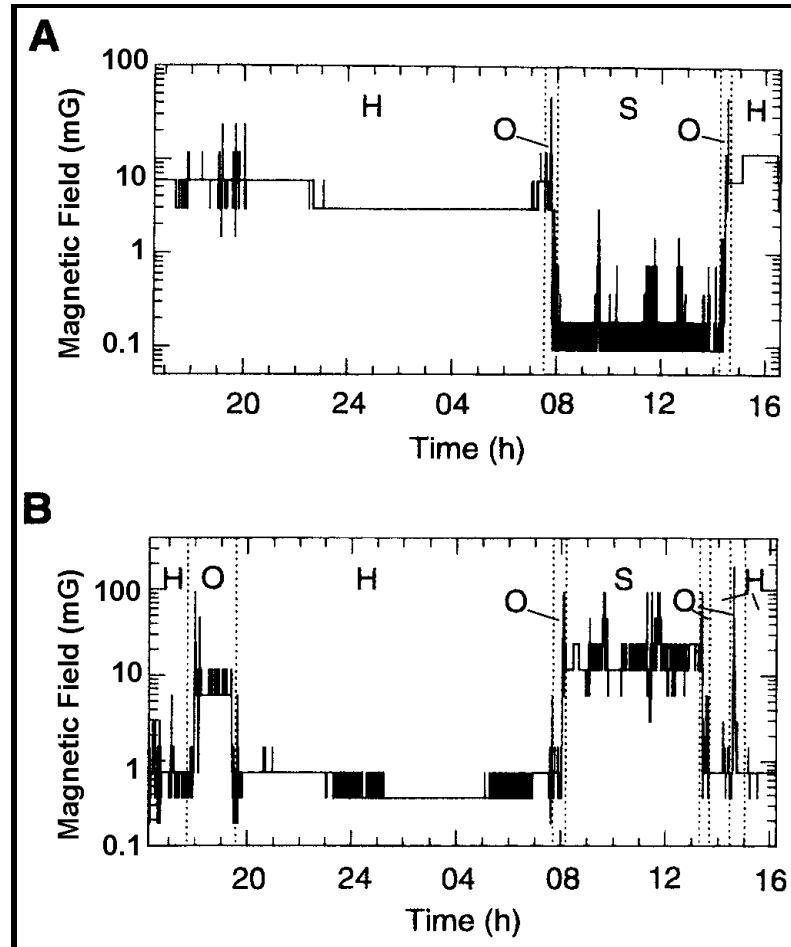 A
Magnetic Field (mG)
100
10
1
0.1
H
O
S
O
H
20 24 04 08 12 16
Time (h)
B
Magnetic Field (mG)
100
10
1
0.1
H O H O S O H
20 24 04 08 12 16
Time (h)